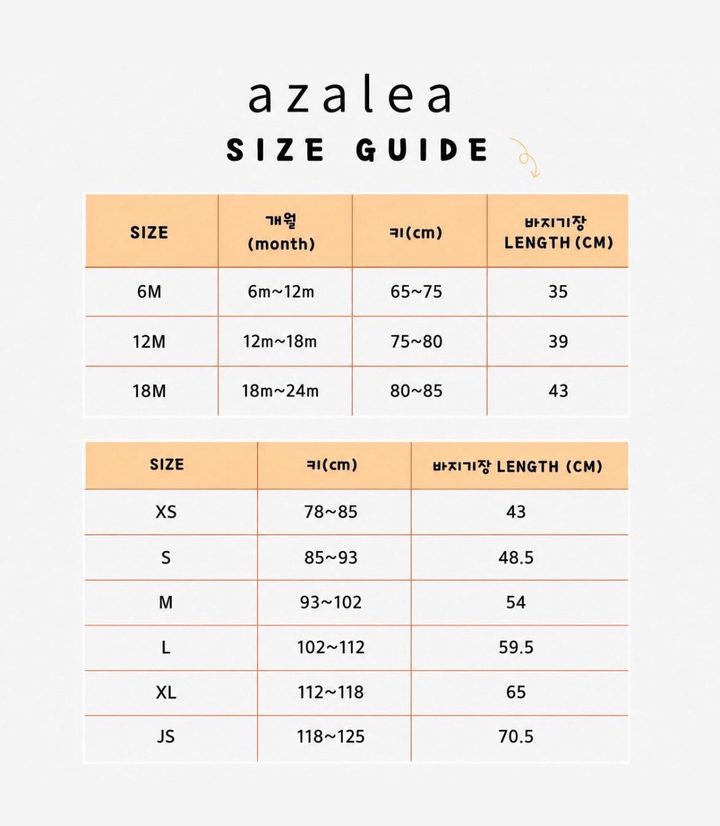 azalea
SIZE GUIDE
SIZE 개월 (month) 키(cm) 바지기장 LENGTH (CM)
6M 6m~12m 65~75 35
12M 12m~18m 75~80 39
18M 18m~24m 80~85 43
SIZE 키(cm) 바지기장 LENGTH (CM)
XS 78~85 43
S 85~93 48.5
M 93~102 54
L 102~112 59.5
XL 112~118 65
JS 118~125 70.5